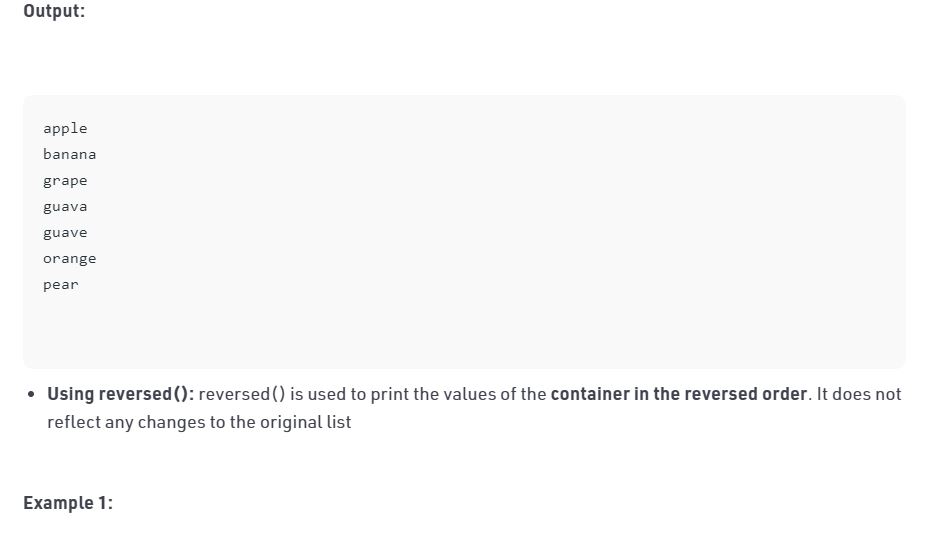 Output:
apple
banana
grape
guava
guave
orange
pear
• Using reversed(): reversed() is used to print the values of the container in the reversed order. It does not
reflect any changes to the original list
Example 1: